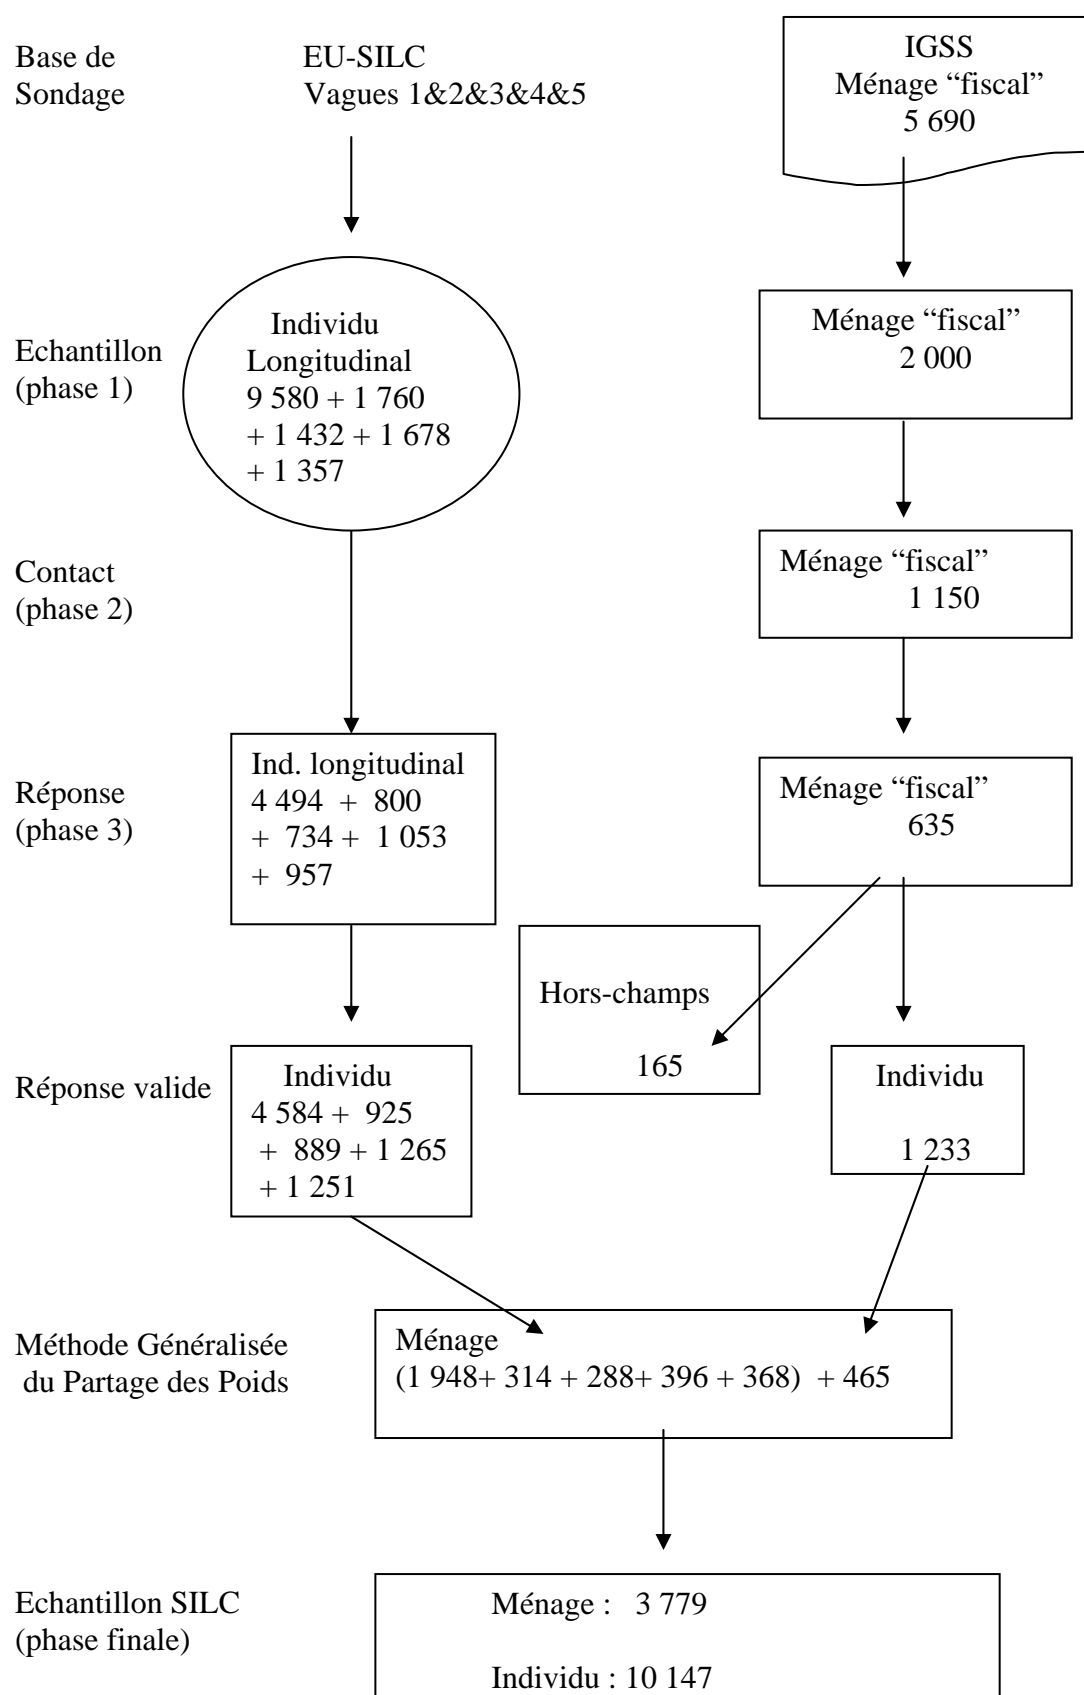 Base de
Sondage
EU-SILC
Vagues 1&2&3&4&5
IGSS
Ménage “fiscal”
5 690
Echantillon
(phase 1)
Individu
Longitudinal
9 580 + 1 760
+ 1 432 + 1 678
+ 1 357
Ménage “fiscal”
2 000
Contact
(phase 2)
Ménage “fiscal”
1 150
Réponse
(phase 3)
Ind. longitudinal
4 494 + 800
+ 734 + 1 053
+ 957
Ménage “fiscal”
635
Hors-champs
165
Réponse valide
Individu
4 584 + 925
+ 889 + 1 265
+ 1 251
Individu
1 233
Méthode Généralisée
du Partage des Poids
Ménage
(1 948+ 314 + 288+ 396 + 368) + 465
Echantillon SILC
(phase finale)
Ménage : 3 779
Individu : 10 147